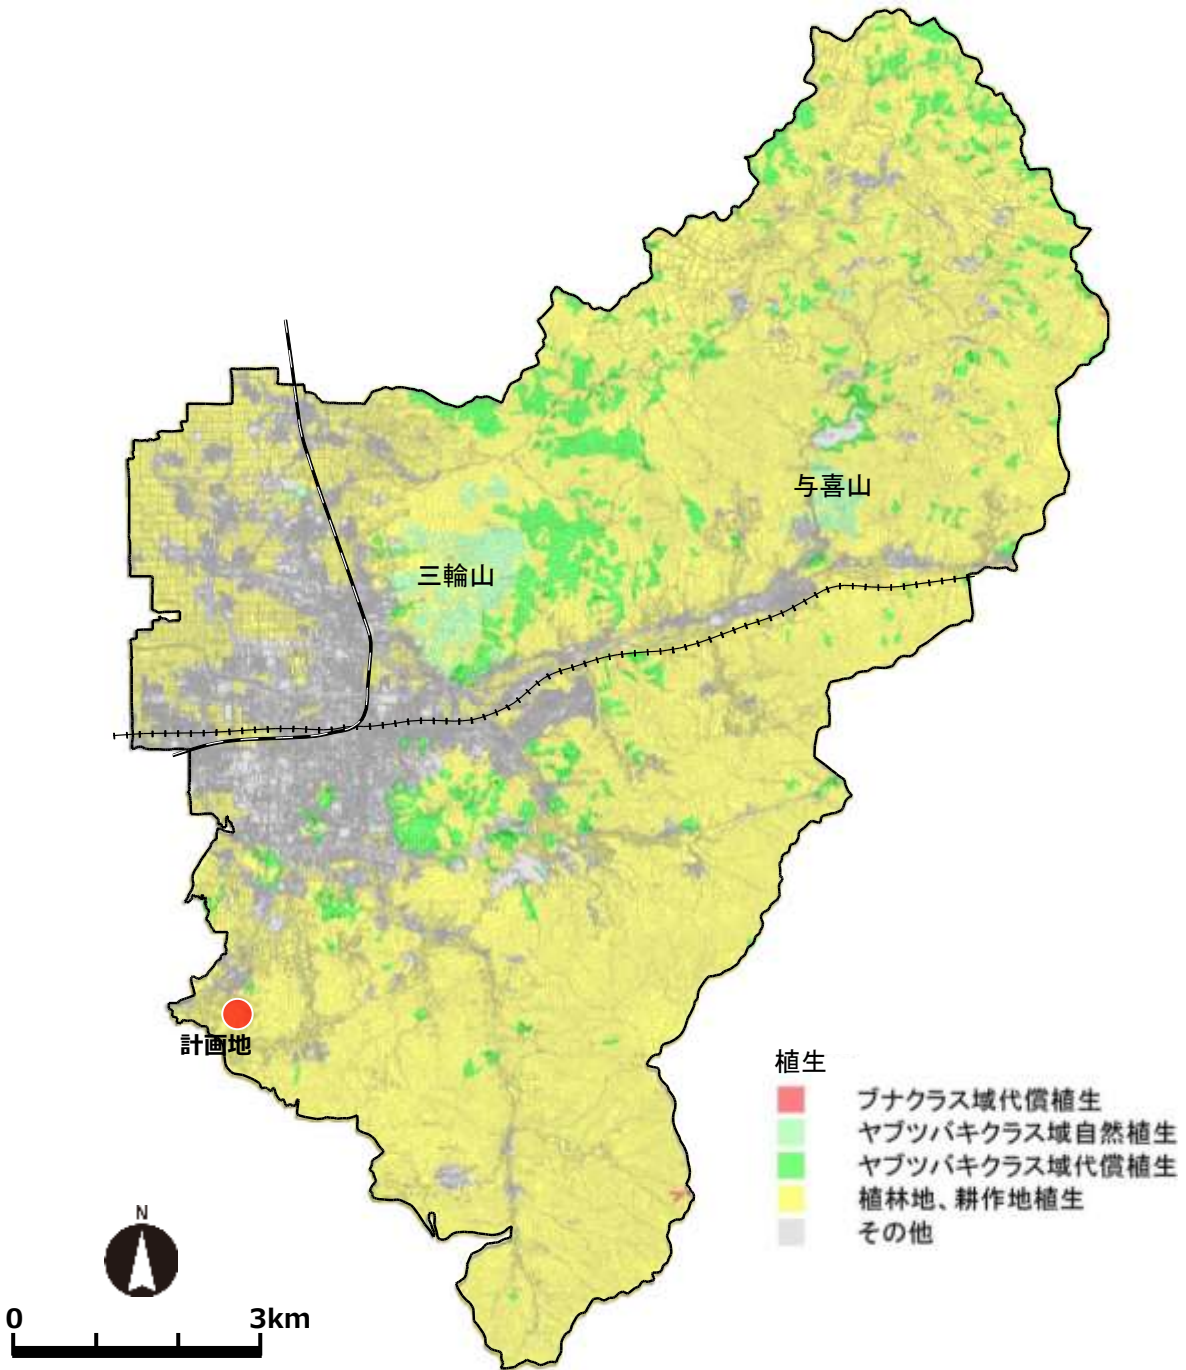 与喜山
三輪山
計画地
植生
ブナクラス域代償植生
ヤブツバキクラス域自然植生
ヤブツバキクラス域代償植生
植林地、耕作地植生
その他
N
0 3km